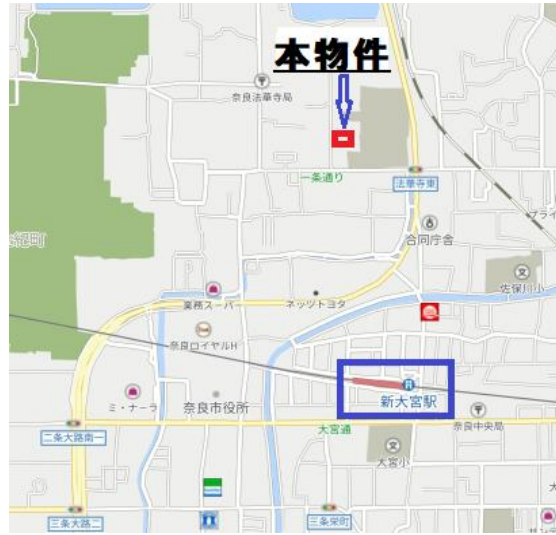 本物件
奈良法華寺局
一条通り
法華寺東
合同庁舎
佐保川小
業務スーパー
ネッツトヨタ
奈良ロイヤルH
新大宮駅
ミ・ナーラ
奈良市役所
奈良中央局
大宮通
二条大路南一
大宮小
三条大路二
三条栄町